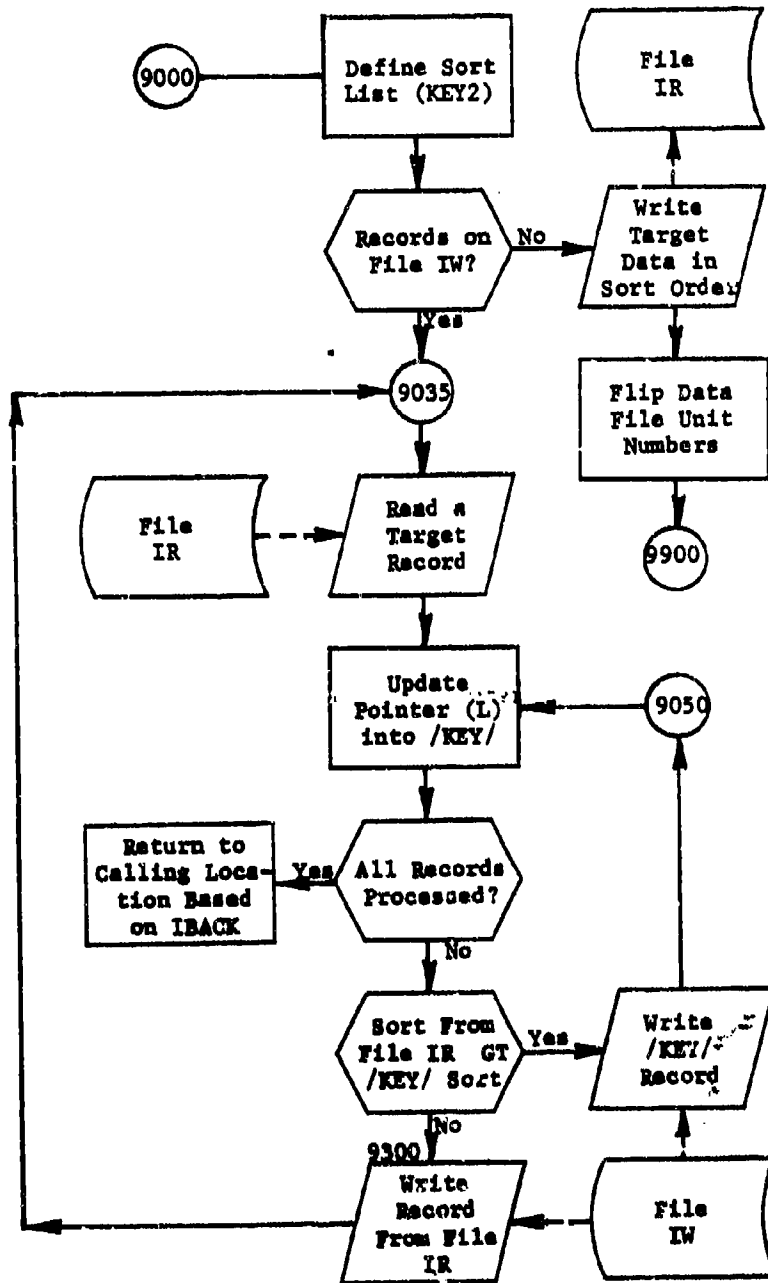 9000
Define Sort
List (KEY2)
File
IR
Records on
File IW?
No
Write
Target
Data in
Sort Order
Yes
9035
Flip Data
File Unit
Numbers
File
IR
Read a
Target
Record
9900
Update
Pointer (L)
into /KEY/
9050
Return to
Calling Loca-
tion Based
on IBACK
Yes
All Records
Processed?
No
Sort From
File IR GT
/KEY/ Sort
Yes
Write
/KEY/
Record
No
9300
Write
Record
From File
IR
File
IW